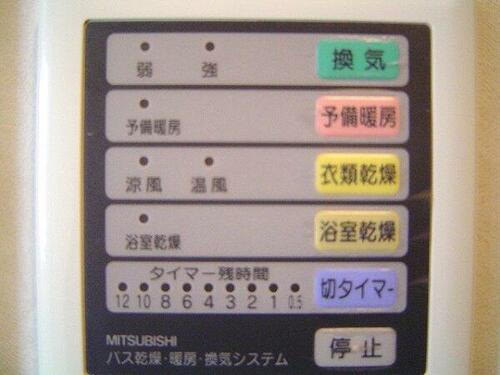 換気
弱 強
予備暖房
予備暖房
衣類乾燥
涼風 温風
浴室乾燥
浴室乾燥
タイマー残時間
切タイマー
12 10 8 6 4 3 2 1 0.5
MITSUBISHI
停止
バス乾燥・暖房・換気システム